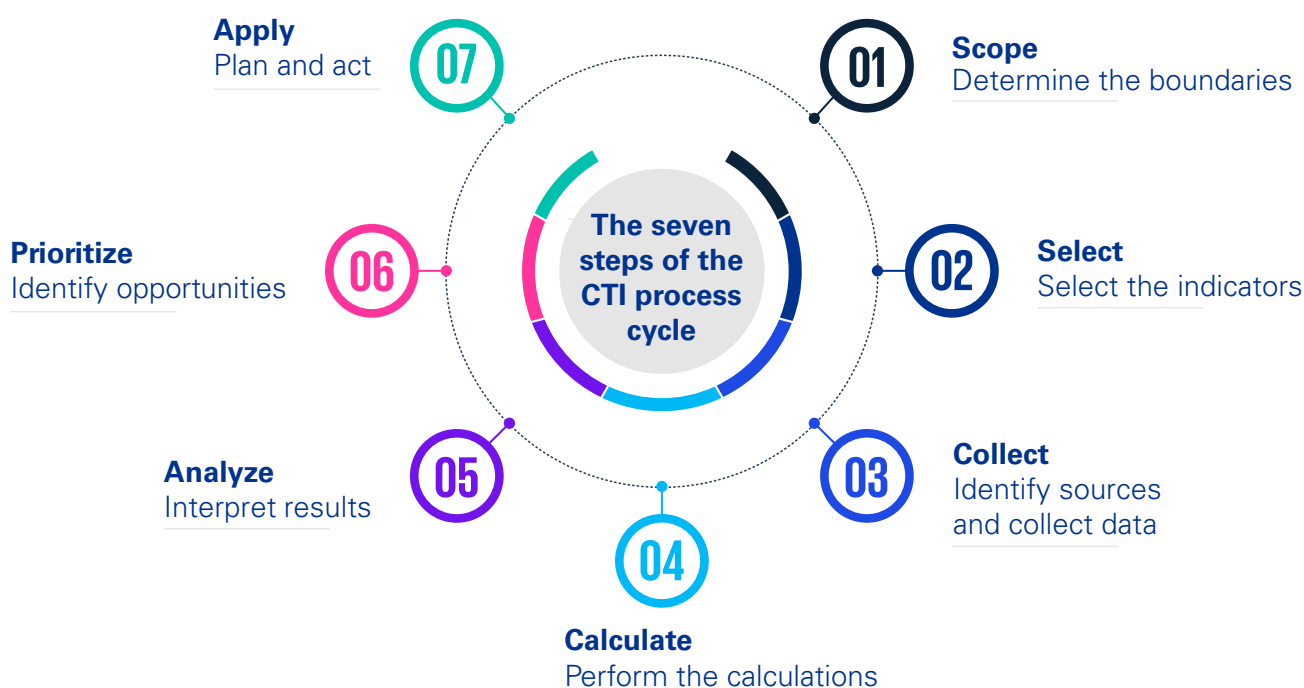 The seven
steps of the
CTI process
cycle
01
Scope
Determine the boundaries
02
Select
Select the indicators
03
Collect
Identify sources
and collect data
04
Calculate
Perform the calculations
05
Analyze
Interpret results
06
Prioritize
Identify opportunities
07
Apply
Plan and act